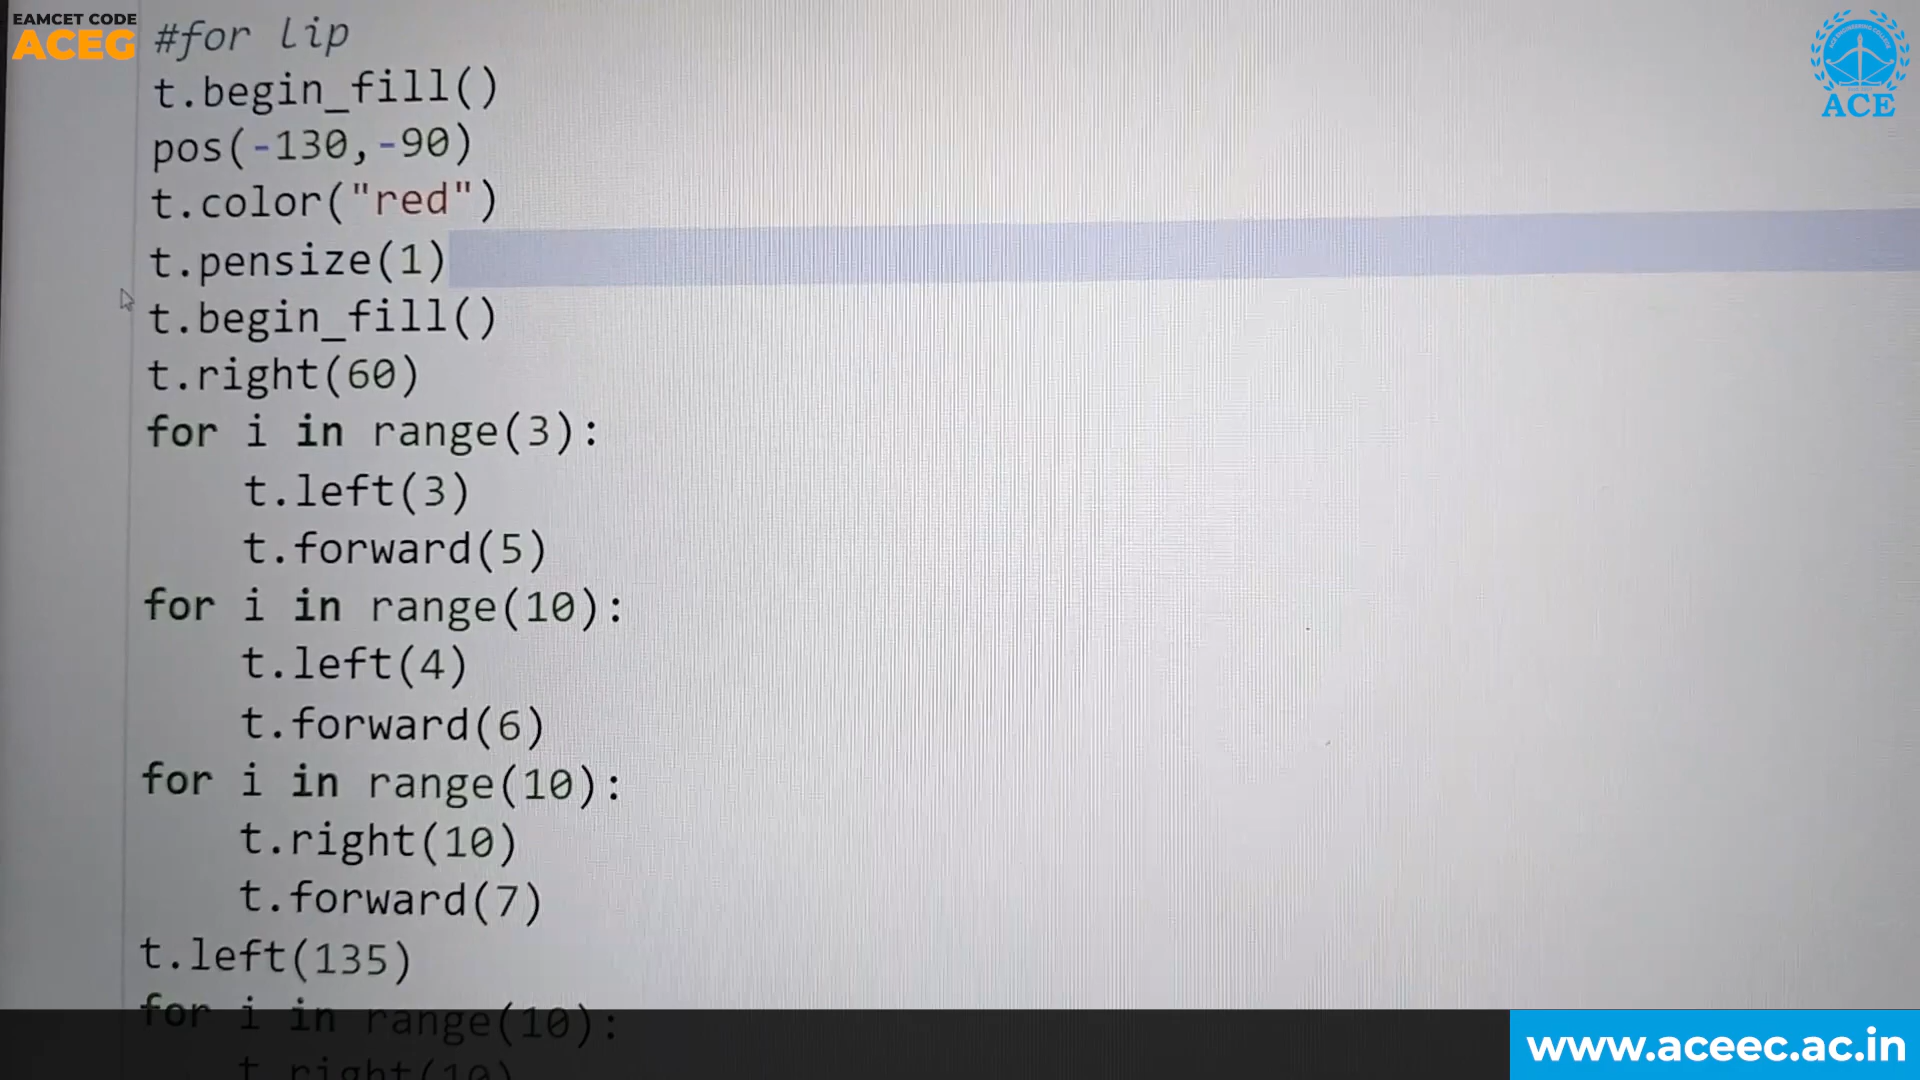 EAMCET CODE
ACEG
#for lip
t.begin_fill()
pos(-130,-90)
t.color("red")
t.pensize(1)
t.begin_fill()
t.right(60)
for i in range(3):
    t.left(3)
    t.forward(5)
for i in range(10):
    t.left(4)
    t.forward(6)
for i in range(10):
    t.right(10)
    t.forward(7)
t.left(135)
for i in range(10):
    t.right(10)
ACE
www.aceec.ac.in